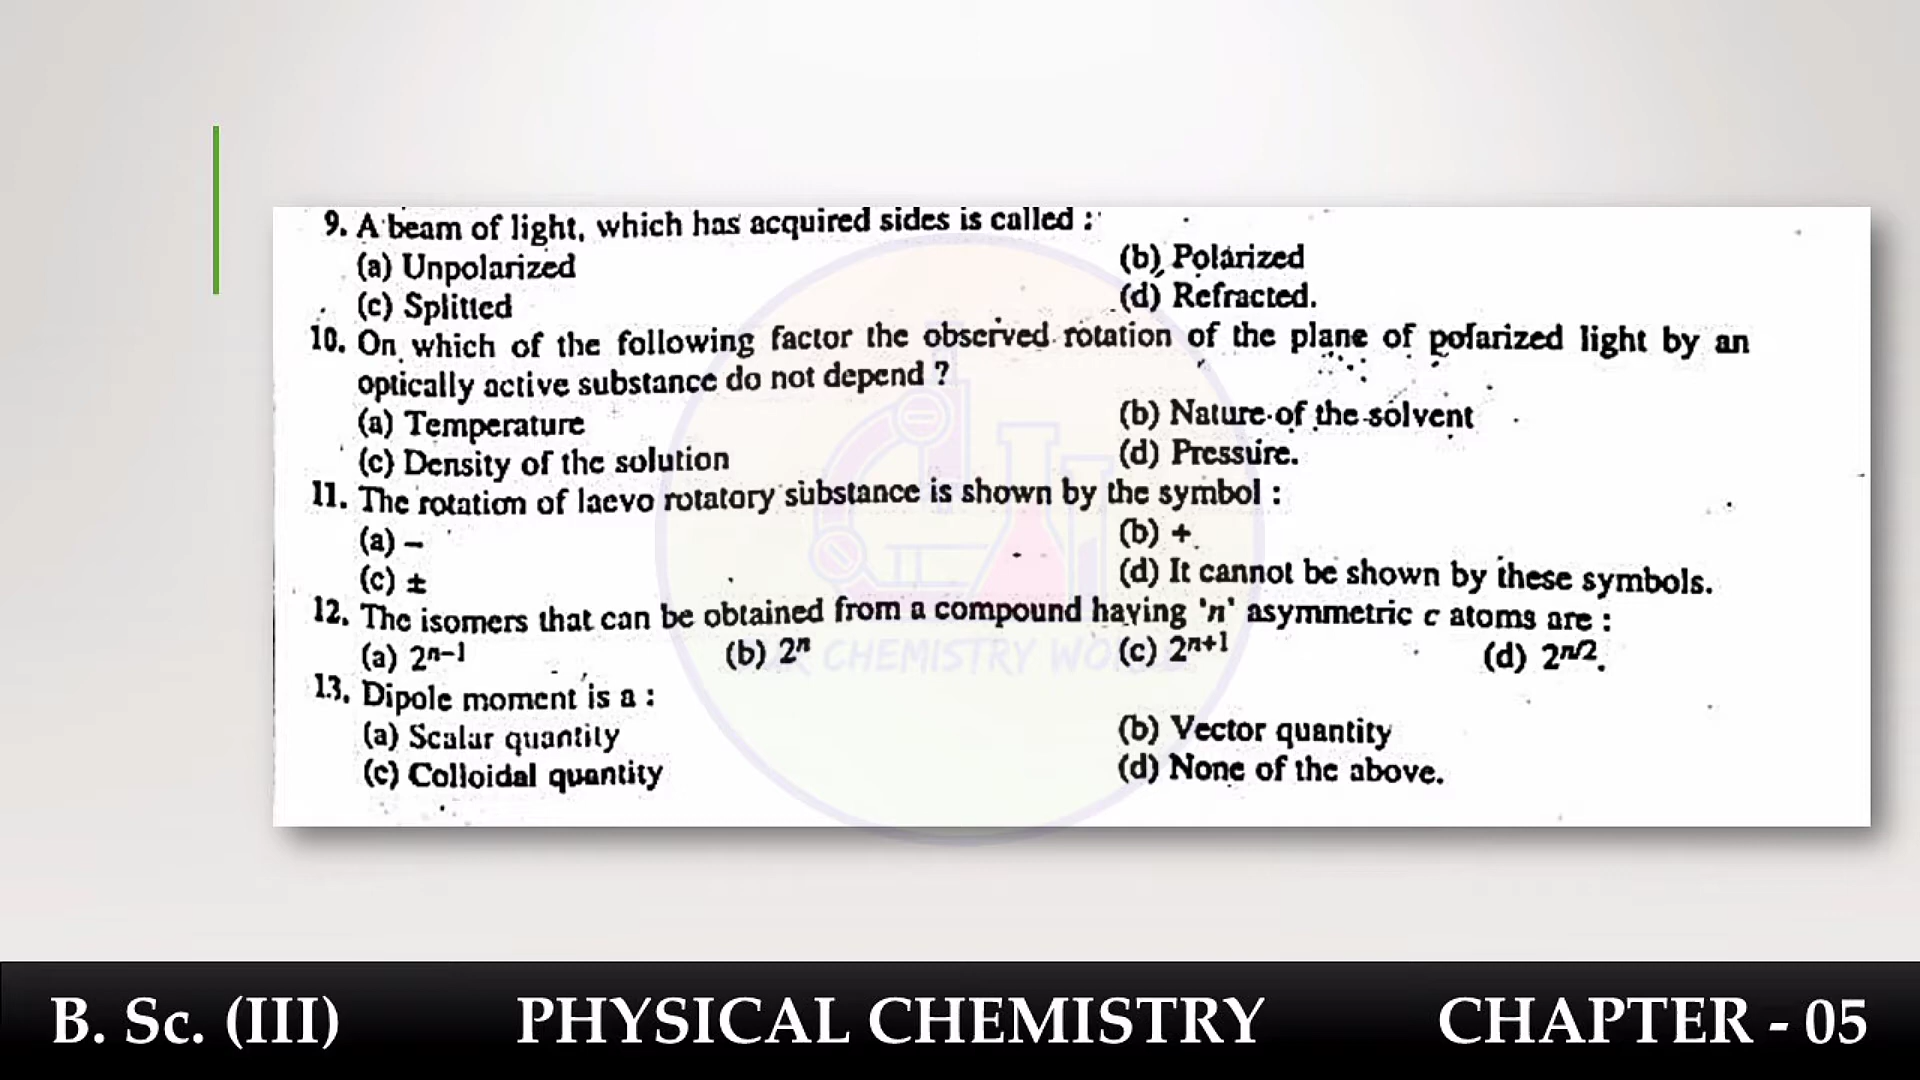 9. A beam of light, which has acquired sides is called :
(a) Unpolarized (b) Polarized
(c) Splitted (d) Refracted.
10. On which of the following factor the observed rotation of the plane of polarized light by an
optically active substance do not depend ?
(a) Temperature (b) Nature of the solvent
(c) Density of the solution (d) Pressure.
11. The rotation of laevo rotatory substance is shown by the symbol :
(a) – (b) +
(c) ± (d) It cannot be shown by these symbols.
12. The isomers that can be obtained from a compound having 'n' asymmetric c atoms are :
(a) 2ⁿ⁻¹ (b) 2ⁿ (c) 2ⁿ⁺¹ (d) 2^n/2.
CHEMISTRY
13. Dipole moment is a :
(a) Scalar quantity (b) Vector quantity
(c) Colloidal quantity (d) None of the above.
B. Sc. (III) PHYSICAL CHEMISTRY CHAPTER - 05